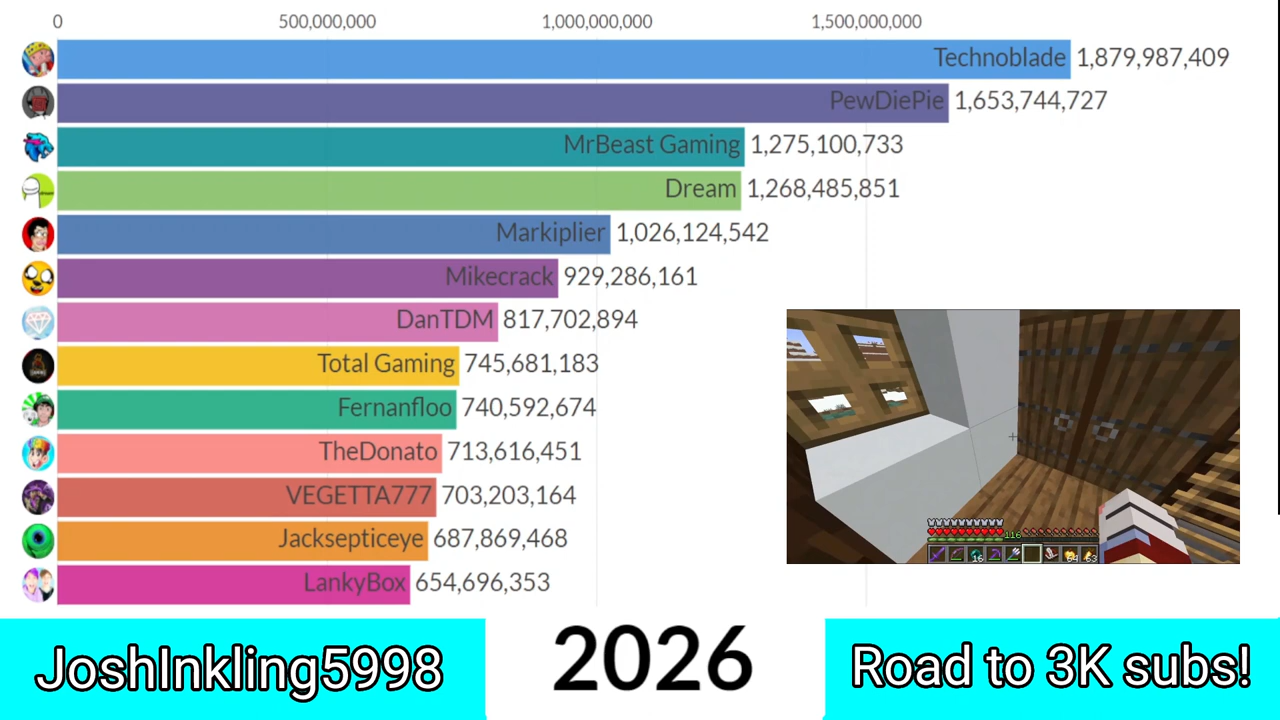 0 500,000,000 1,000,000,000 1,500,000,000
Technoblade 1,879,987,409
PewDiePie 1,653,744,727
MrBeast Gaming 1,275,100,733
Dream 1,268,485,851
Markiplier 1,026,124,542
Mikecrack 929,286,161
DanTDM 817,702,894
Total Gaming 745,681,183
Fernanfloo 740,592,674
TheDonato 713,616,451
VEGETTA777 703,203,164
Jacksepticeye 687,869,468
LankyBox 654,696,353
116
16 64 63
JoshInkling5998
2026
Road to 3K subs!